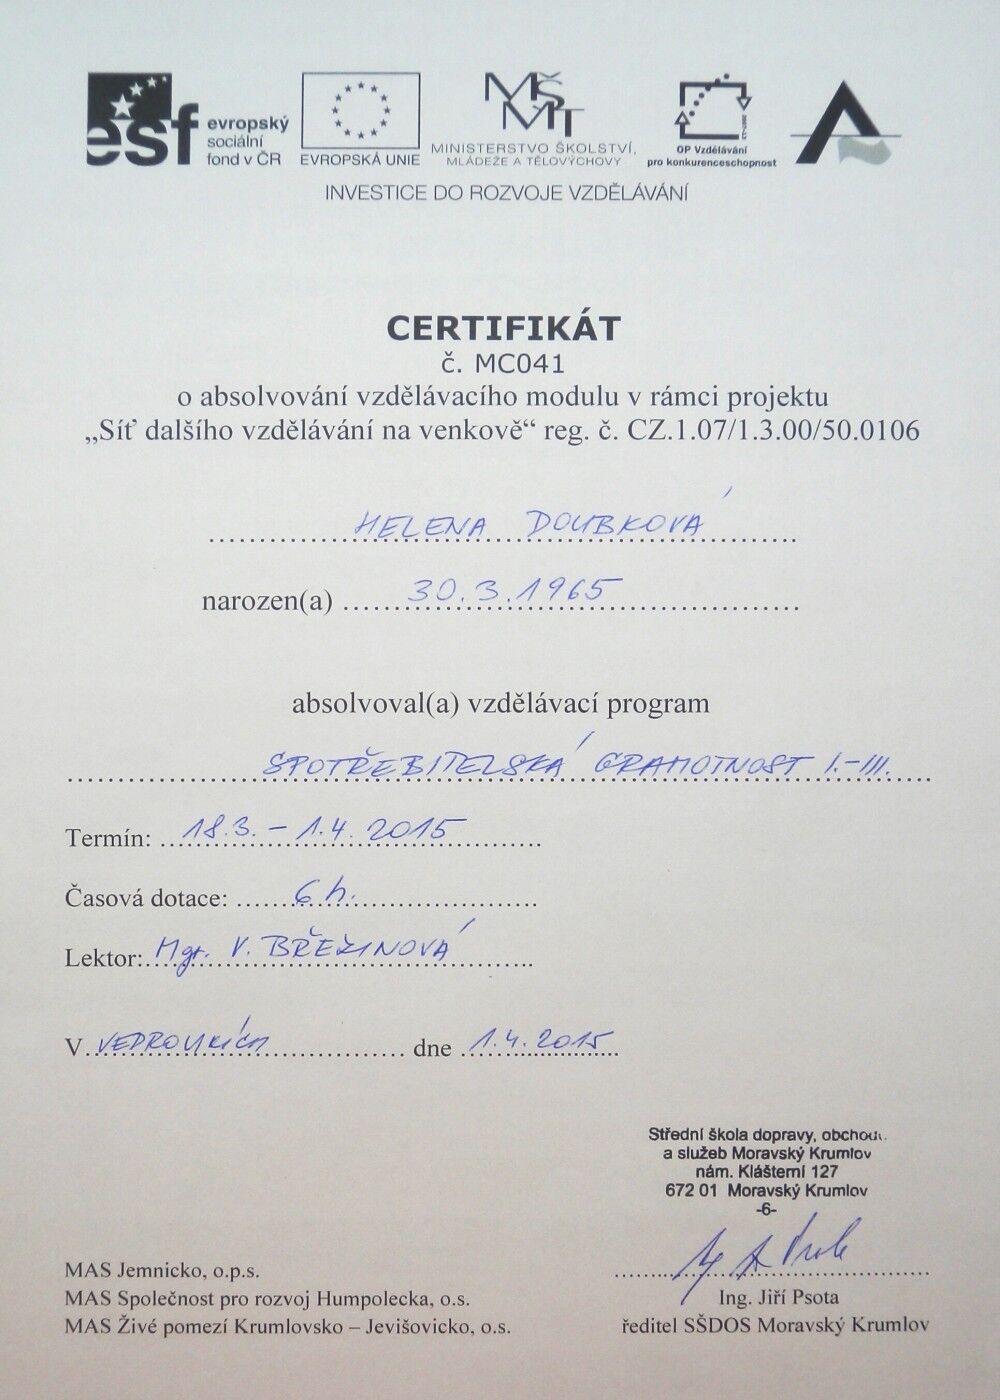 esf
evropský
sociální
fond v ČR
EVROPSKÁ UNIE
MŠMT
MINISTERSTVO ŠKOLSTVÍ,
MLÁDEŽE A TĚLOVÝCHOVY
OP Vzdělávání
pro konkurenceschopnost
INVESTICE DO ROZVOJE VZDĚLÁVÁNÍ
CERTIFIKÁT
č. MC041
o absolvování vzdělávacího modulu v rámci projektu
„Síť dalšího vzdělávání na venkově“ reg. č. CZ.1.07/1.3.00/50.0106
HELENA DOUBKOVÁ
narozen(a) 30.3.1965
absolvoval(a) vzdělávací program
SPOTŘEBITELSKÁ GRAMOTNOST I.-III.
Termín: 18.3. - 1.4. 2015
Časová dotace: 6 h.
Lektor: Mgr. V. BŘEZINOVÁ
V VEDROVICÍCH dne 1.4.2015
Střední škola dopravy, obchodu
a služeb Moravský Krumlov
nám. Klášterní 127
672 01 Moravský Krumlov
-6-
MAS Jemnicko, o.p.s.
MAS Společnost pro rozvoj Humpolecka, o.s.
MAS Živé pomezí Krumlovsko – Jevišovicko, o.s.
Ing. Jiří Psota
ředitel SŠDOS Moravský Krumlov